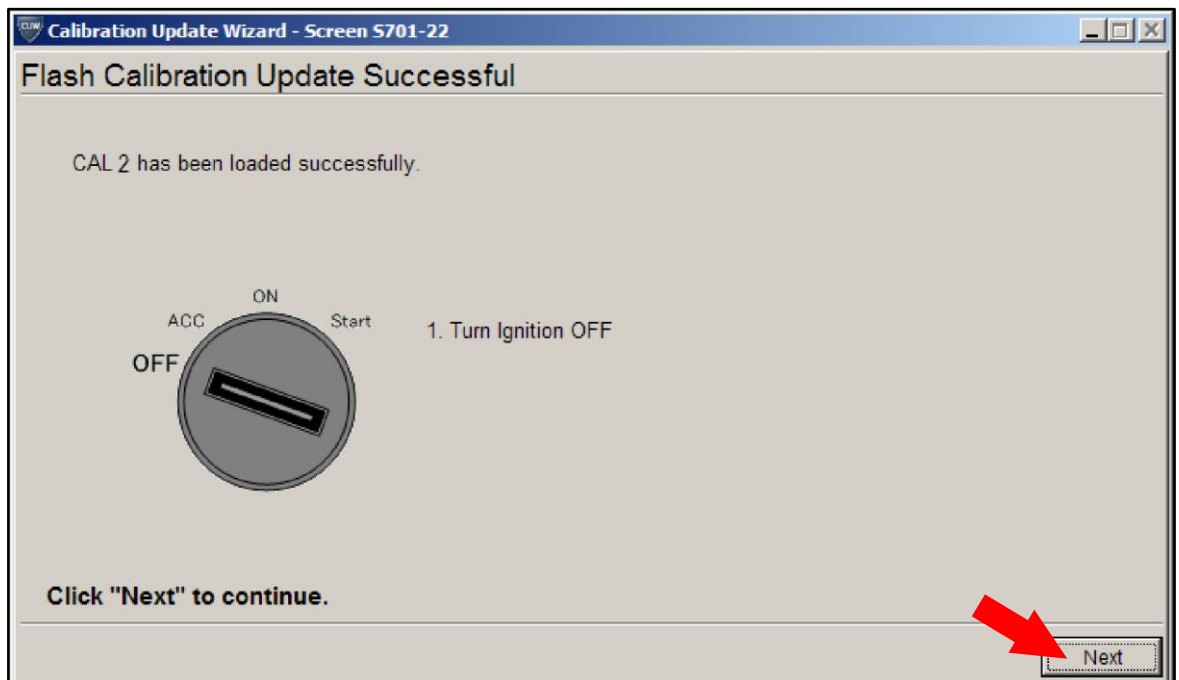 CUW Calibration Update Wizard - Screen S701-22
Flash Calibration Update Successful
CAL 2 has been loaded successfully.
ON
ACC
Start
1. Turn Ignition OFF
OFF
Click "Next" to continue.
Next